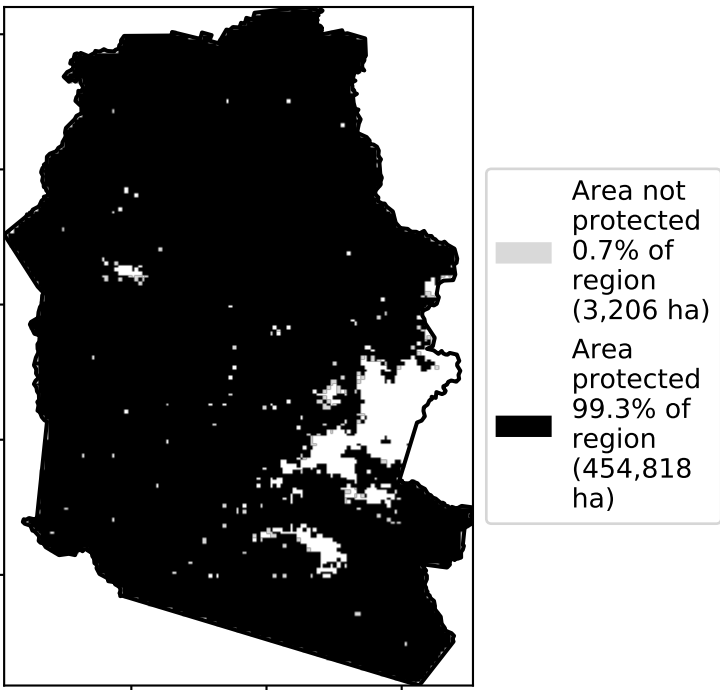 Area not
protected
0.7% of
region
(3,206 ha)
Area
protected
99.3% of
region
(454,818
ha)